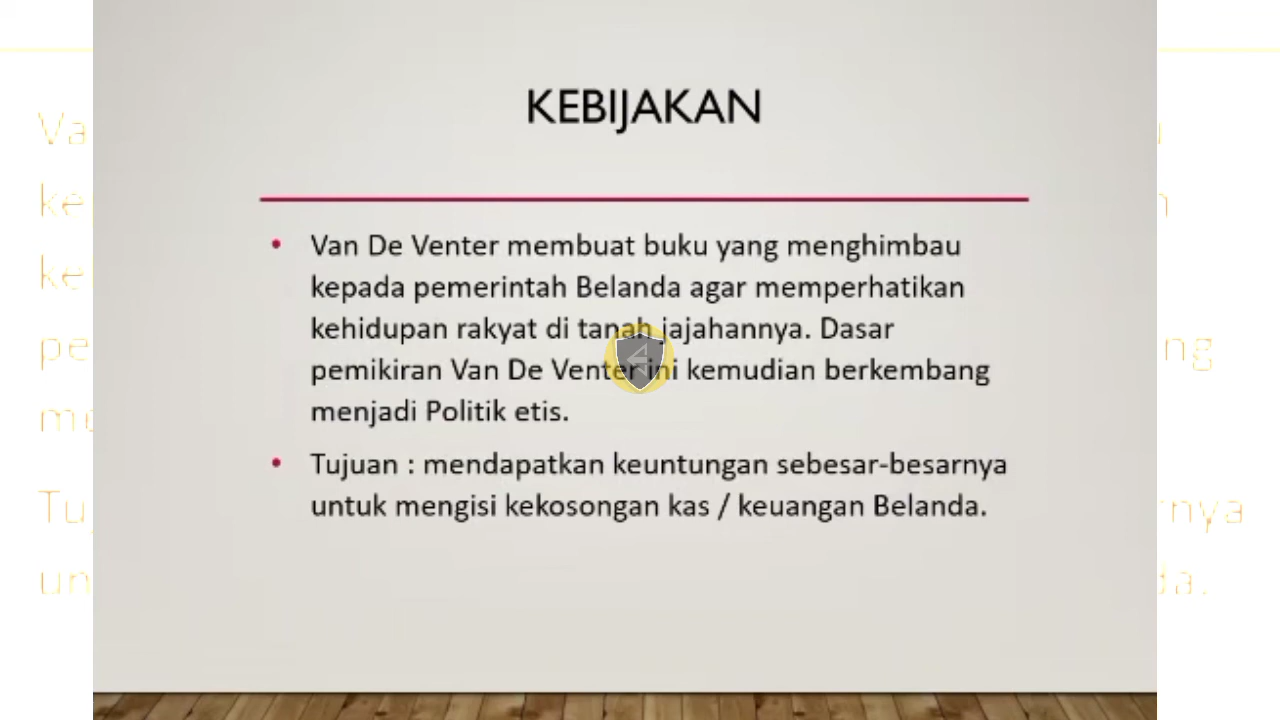 KEBIJAKAN
• Van De Venter membuat buku yang menghimbau
kepada pemerintah Belanda agar memperhatikan
kehidupan rakyat di tanah jajahannya. Dasar
pemikiran Van De Venter ini kemudian berkembang
menjadi Politik etis.
• Tujuan : mendapatkan keuntungan sebesar-besarnya
untuk mengisi kekosongan kas / keuangan Belanda.